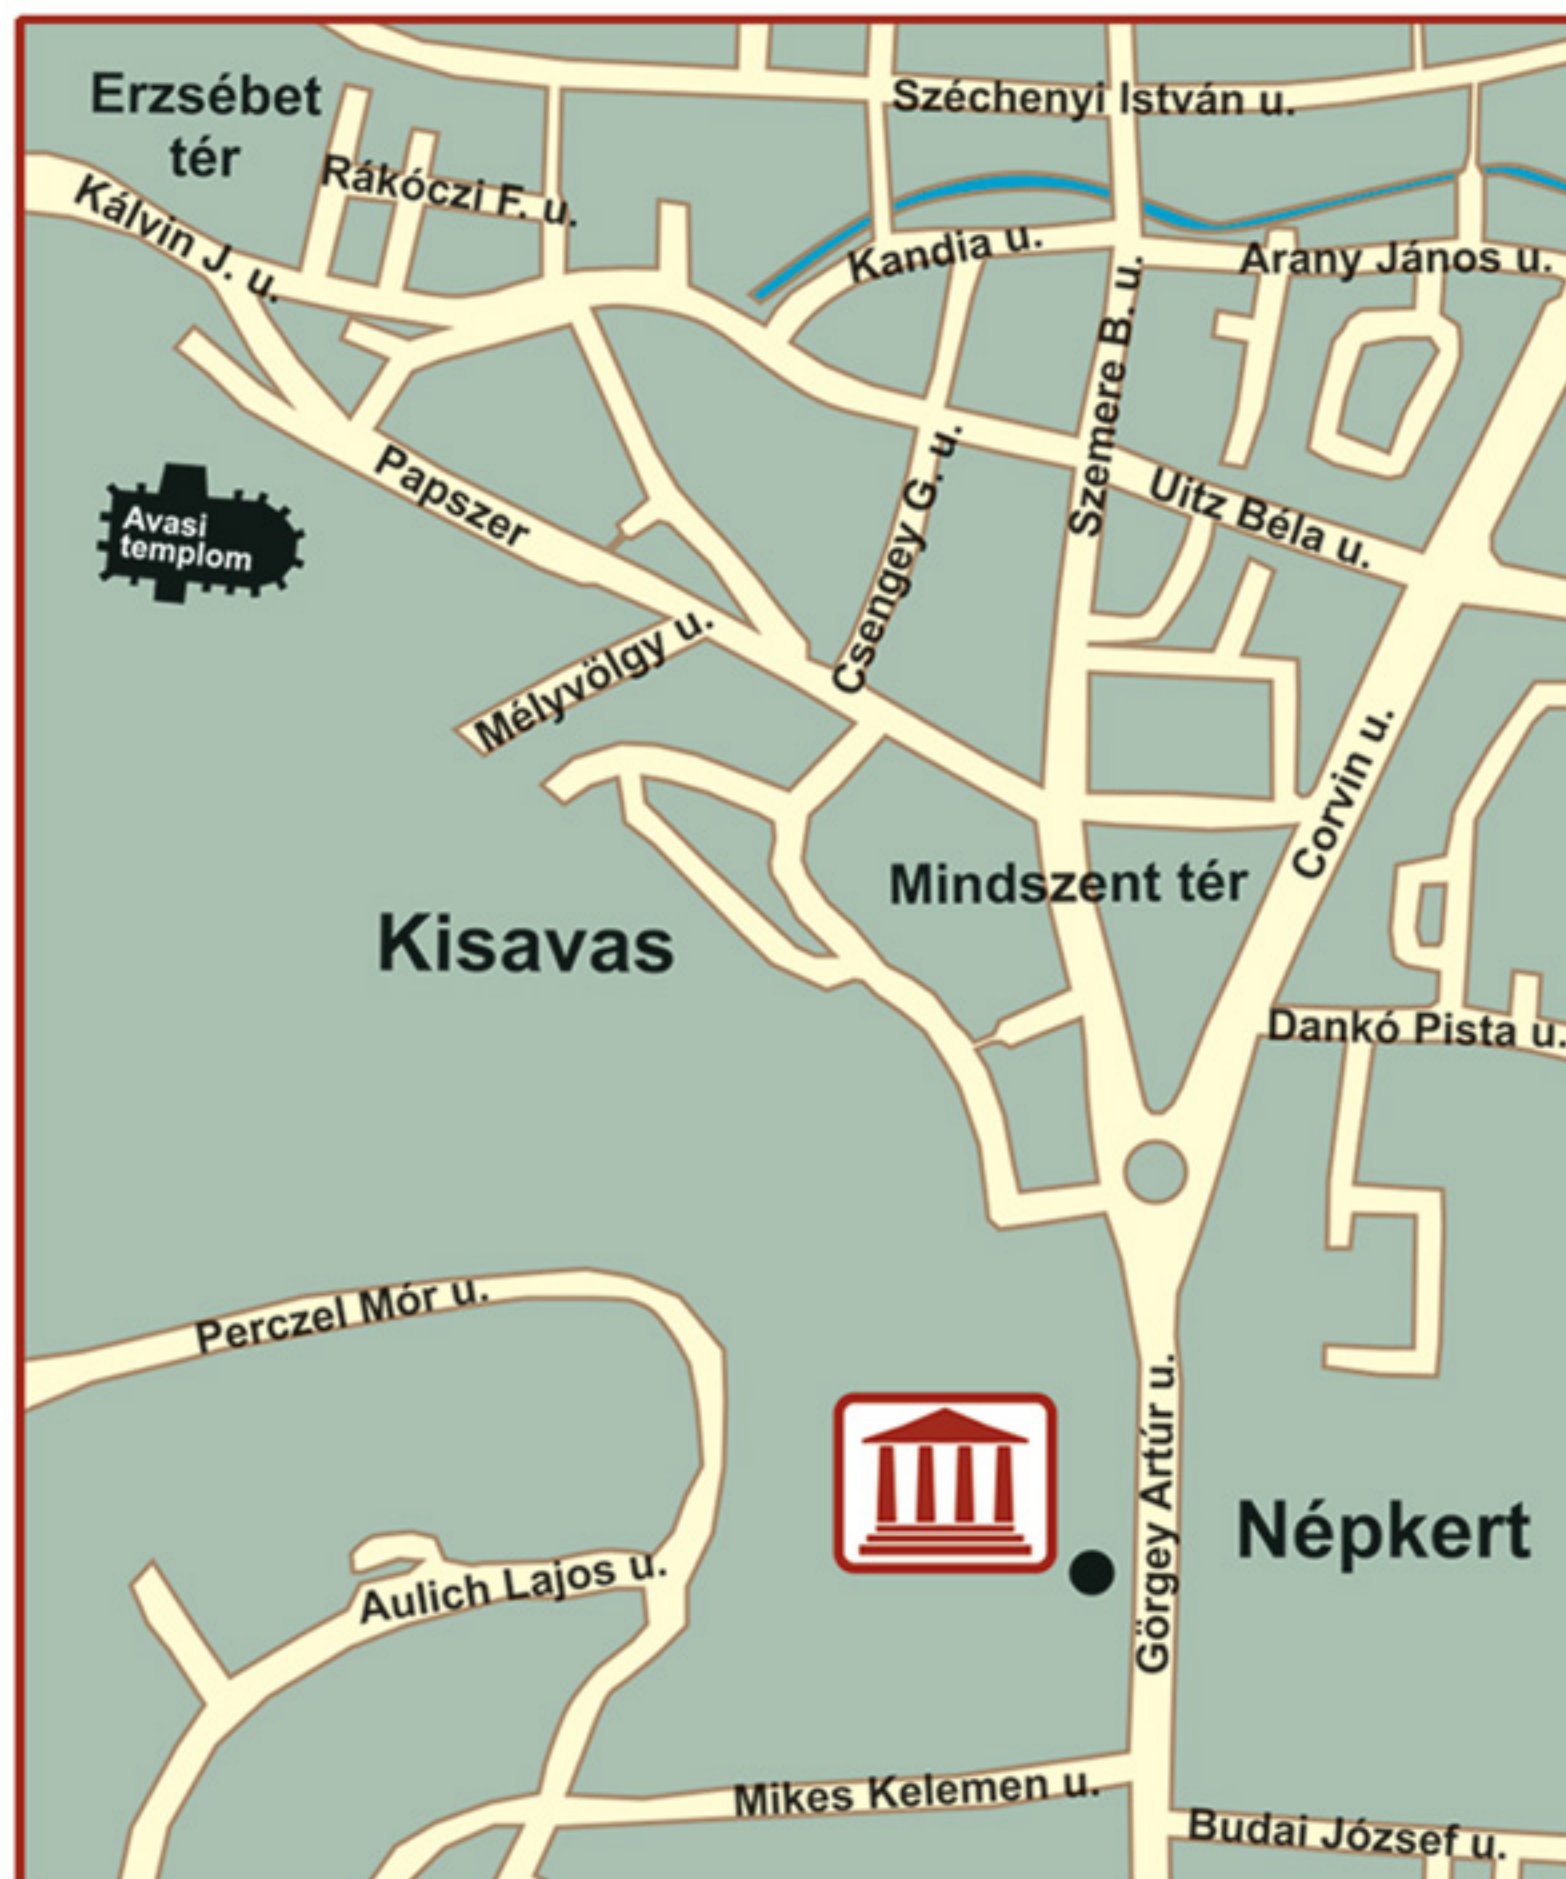 Széchenyi István u.
Erzsébet
tér
Rákóczi F. u.
Kálvin J. u.
Kandia u.
Arany János u.
Szemere B. u.
Csengey G. u.
Uitz Béla u.
Papszer
Avasi
templom
Mélyvölgy u.
Corvin u.
Mindszent tér
Kisavas
Dankó Pista u.
Perczel Mór u.
Görgey Artúr u.
Népkert
Aulich Lajos u.
Mikes Kelemen u.
Budai József u.